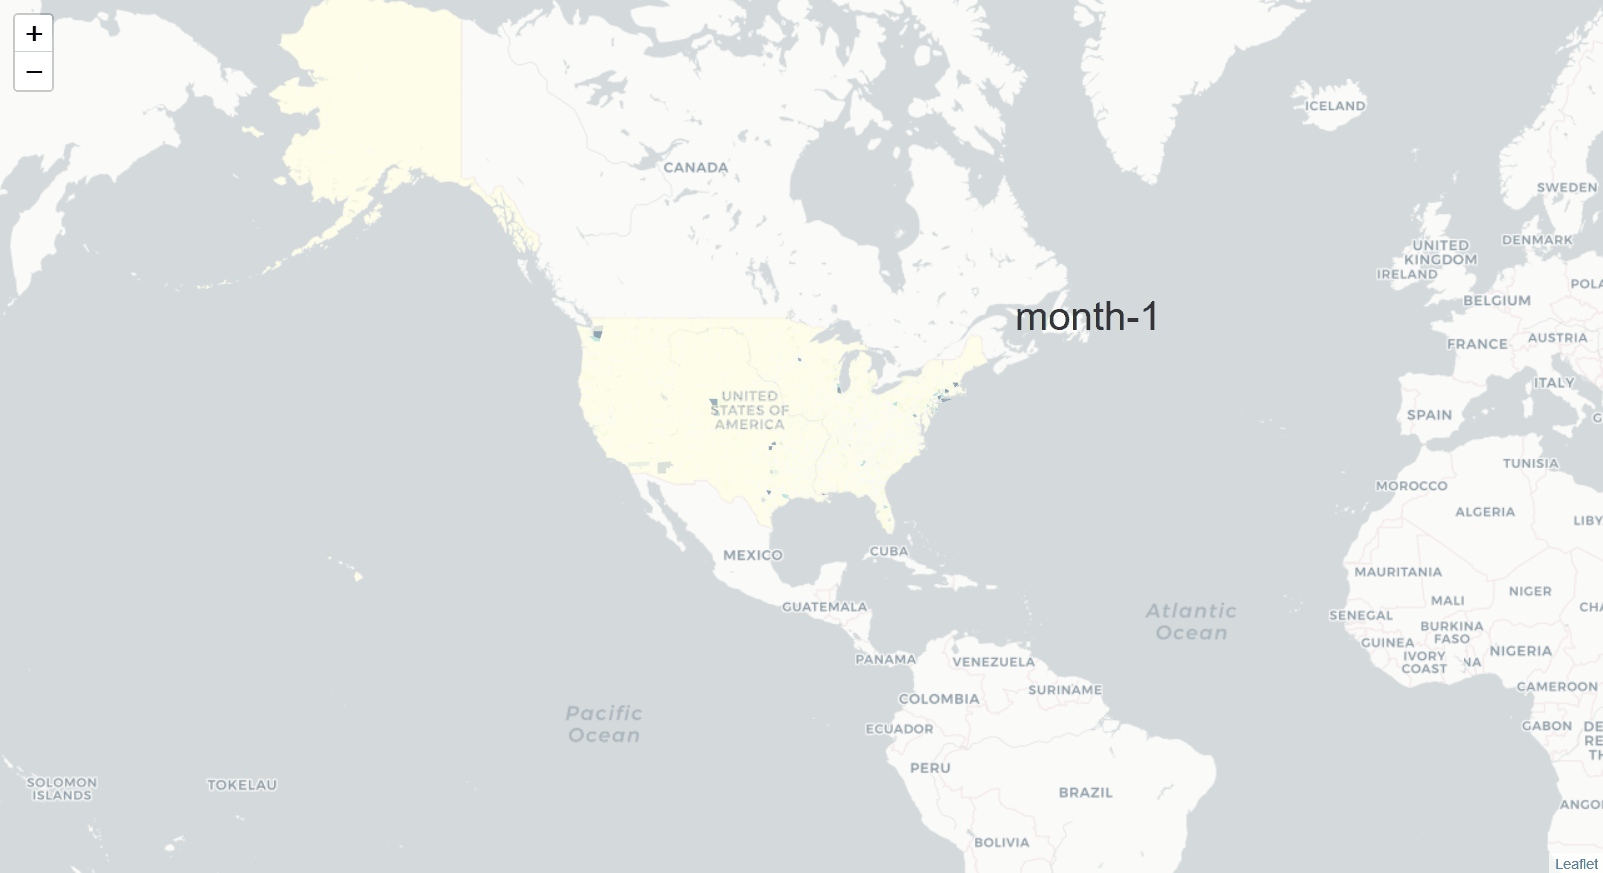 +
−
ICELAND
CANADA
SWEDEN
UNITED
KINGDOM
DENMARK
IRELAND
POLA
BELGIUM
month-1
FRANCE
AUSTRIA
ITALY
UNITED
STATES OF
AMERICA
SPAIN
G
TUNISIA
MOROCCO
ALGERIA
LIBY
MEXICO
CUBA
MAURITANIA
NIGER
GUATEMALA
MALI
CHA
SENEGAL
Atlantic
Ocean
BURKINA
FASO
GUINEA
IVORY
COAST
NA
NIGERIA
PANAMA
VENEZUELA
SURINAME
CAMEROON
COLOMBIA
Pacific
Ocean
ECUADOR
GABON
DE
RE
TH
PERU
SOLOMON
ISLANDS
TOKELAU
BRAZIL
ANGO
BOLIVIA
Leaflet